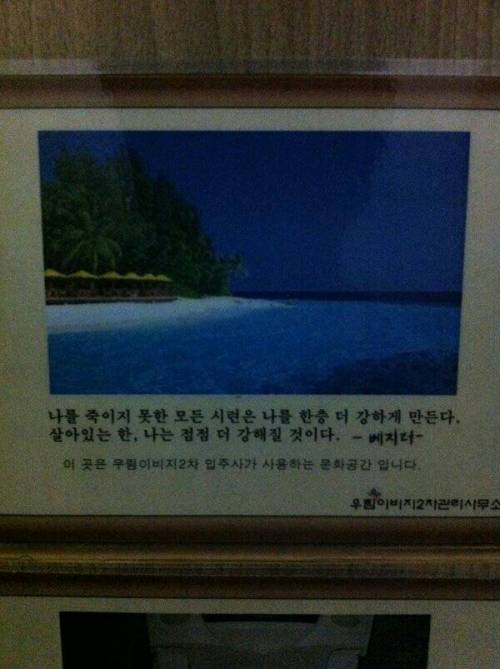 나를 죽이지 못한 모든 시련은 나를 한층 더 강하게 만든다.
살아있는 한, 나는 점점 더 강해질 것이다. - 베지터-
이 곳은 우림이비지2차 입주사가 사용하는 문화공간 입니다.
우림이비지2차관리사무소